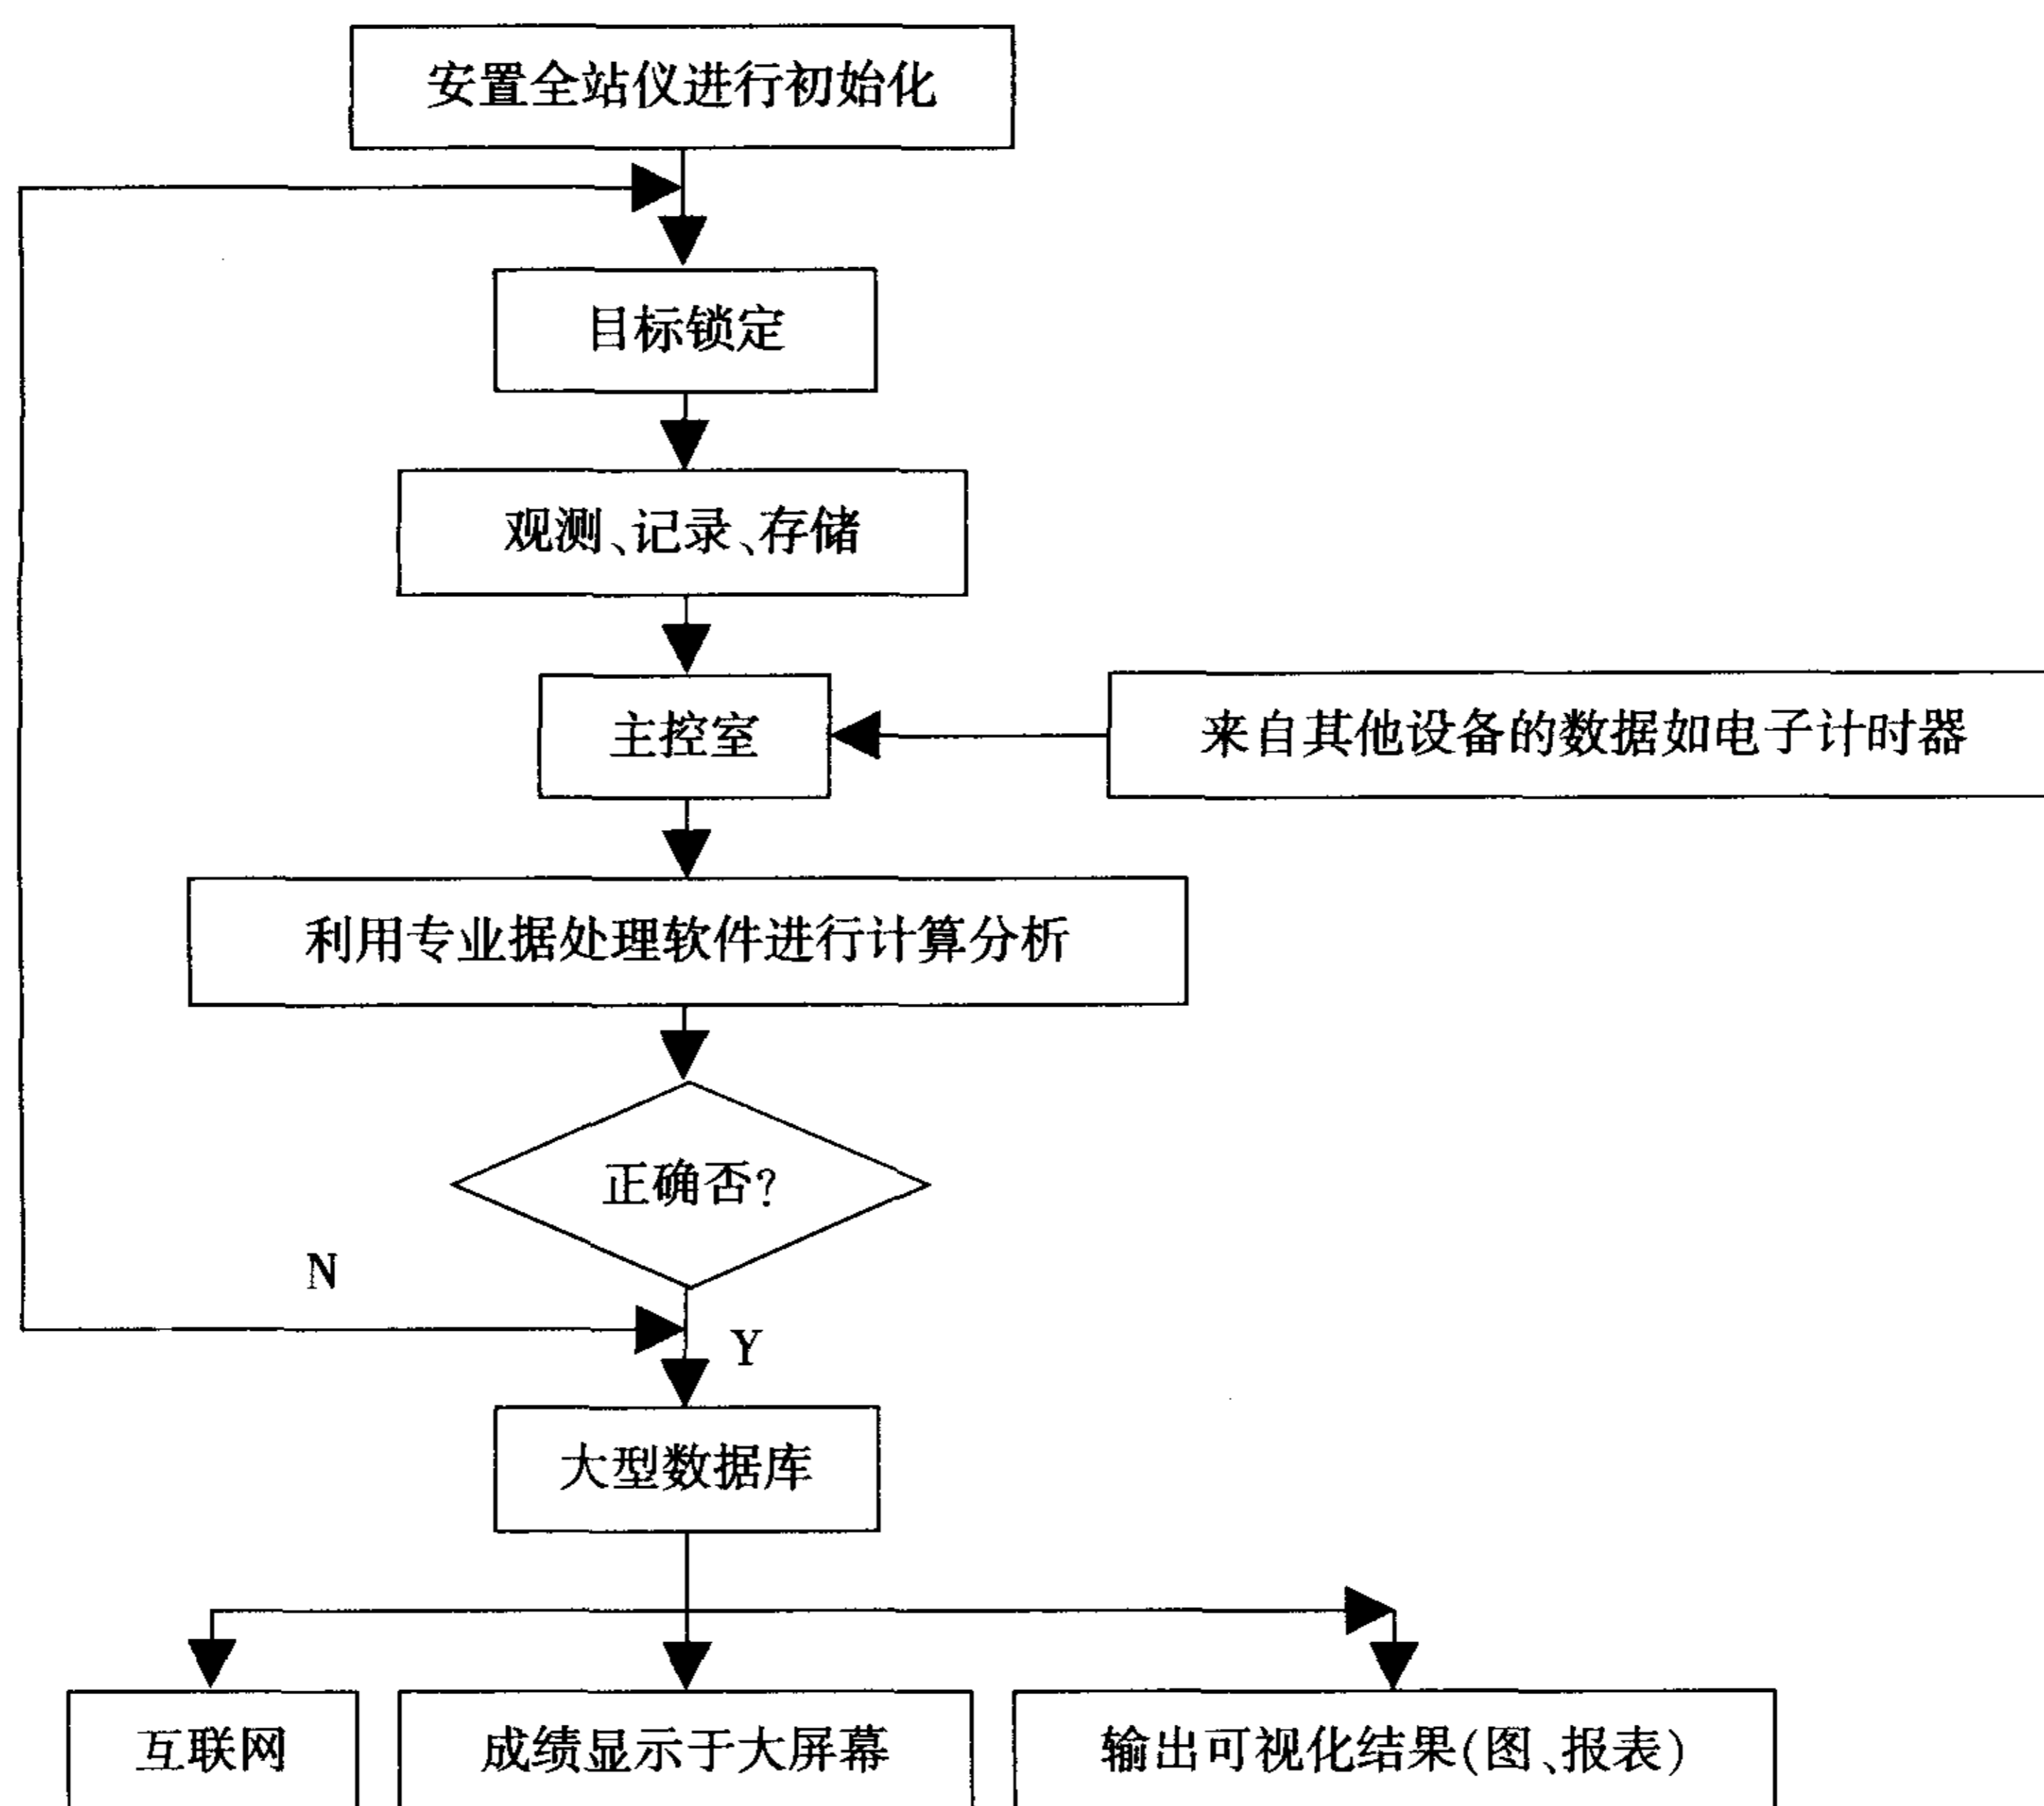 安置全站仪进行初始化
目标锁定
观测、记录、存储
主控室
来自其他设备的数据如电子计时器
利用专业据处理软件进行计算分析
正确否?
N
Y
大型数据库
互联网
成绩显示于大屏幕
输出可视化结果(图、报表)